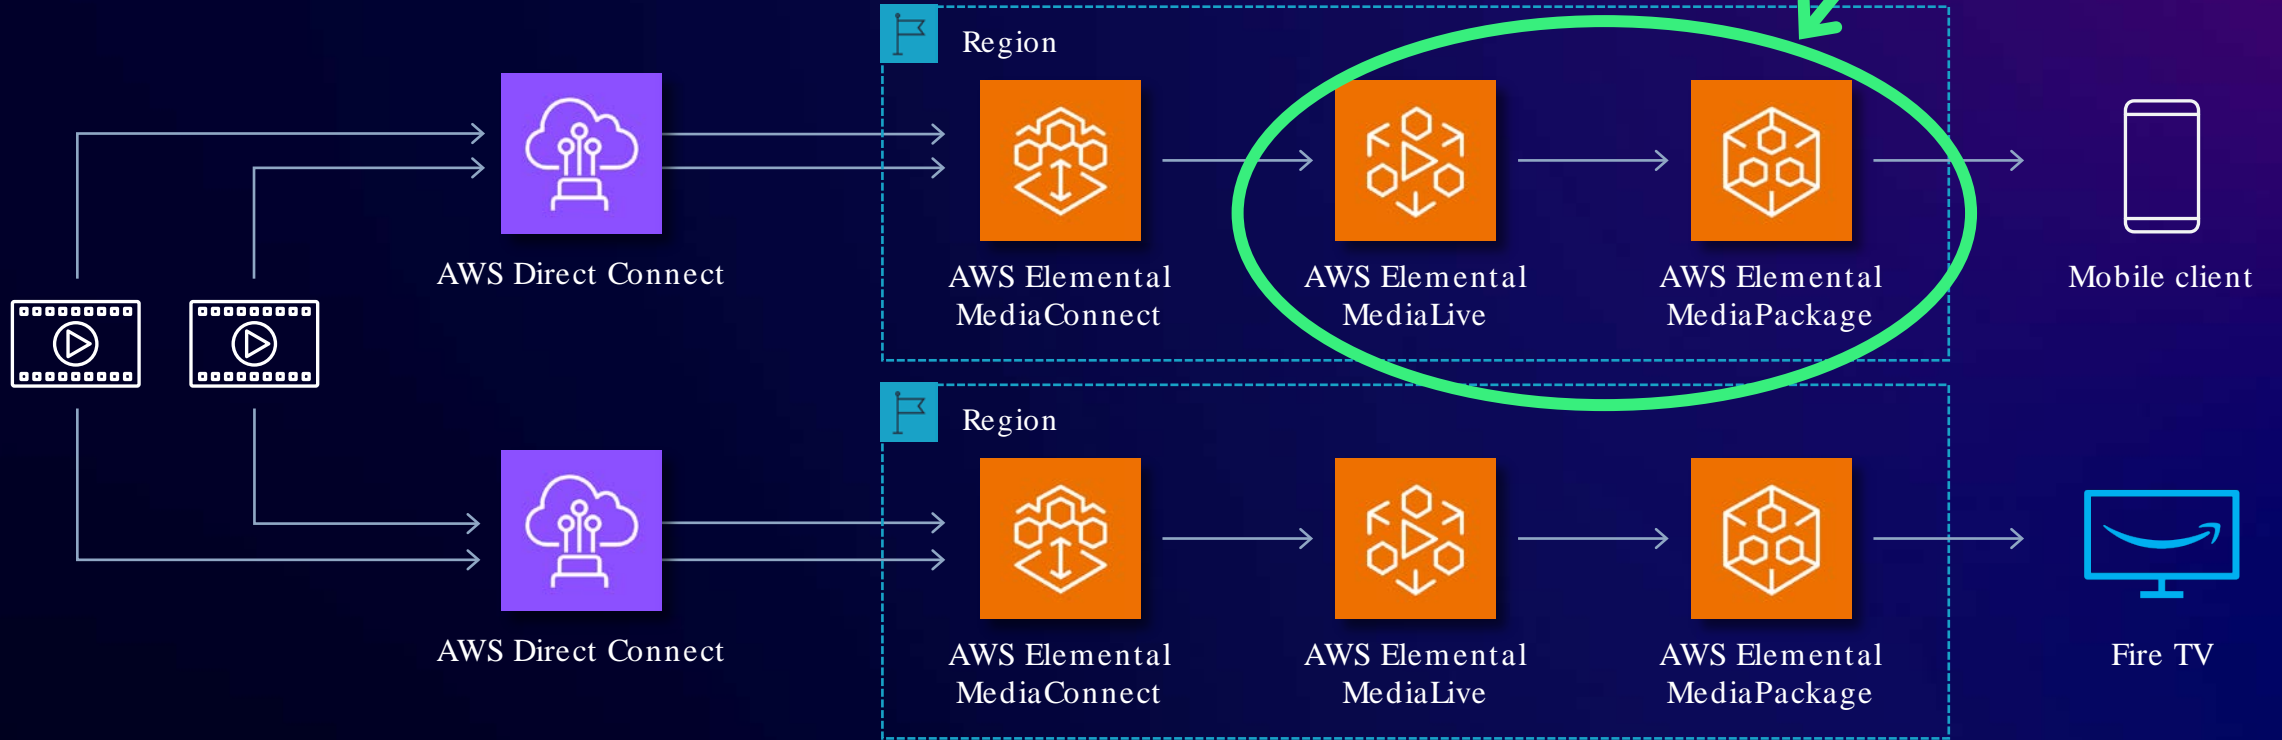 Region
AWS Direct Connect
AWS Elemental
MediaConnect
AWS Elemental
MediaLive
AWS Elemental
MediaPackage
Mobile client
Region
AWS Direct Connect
AWS Elemental
MediaConnect
AWS Elemental
MediaLive
AWS Elemental
MediaPackage
Fire TV